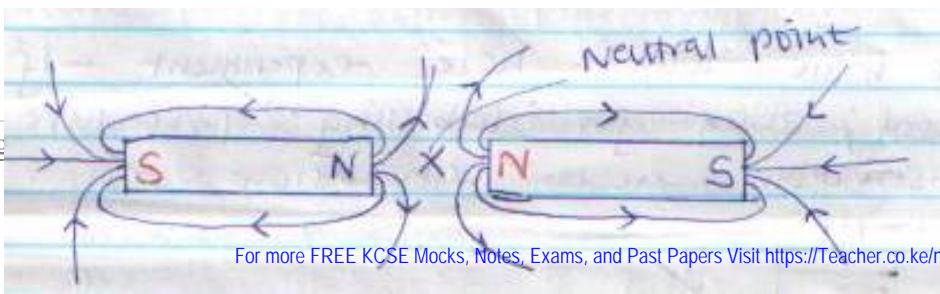 Neutral point
S N X N S
For more FREE KCSE Mocks, Notes, Exams, and Past Papers Visit https://Teacher.co.ke/n